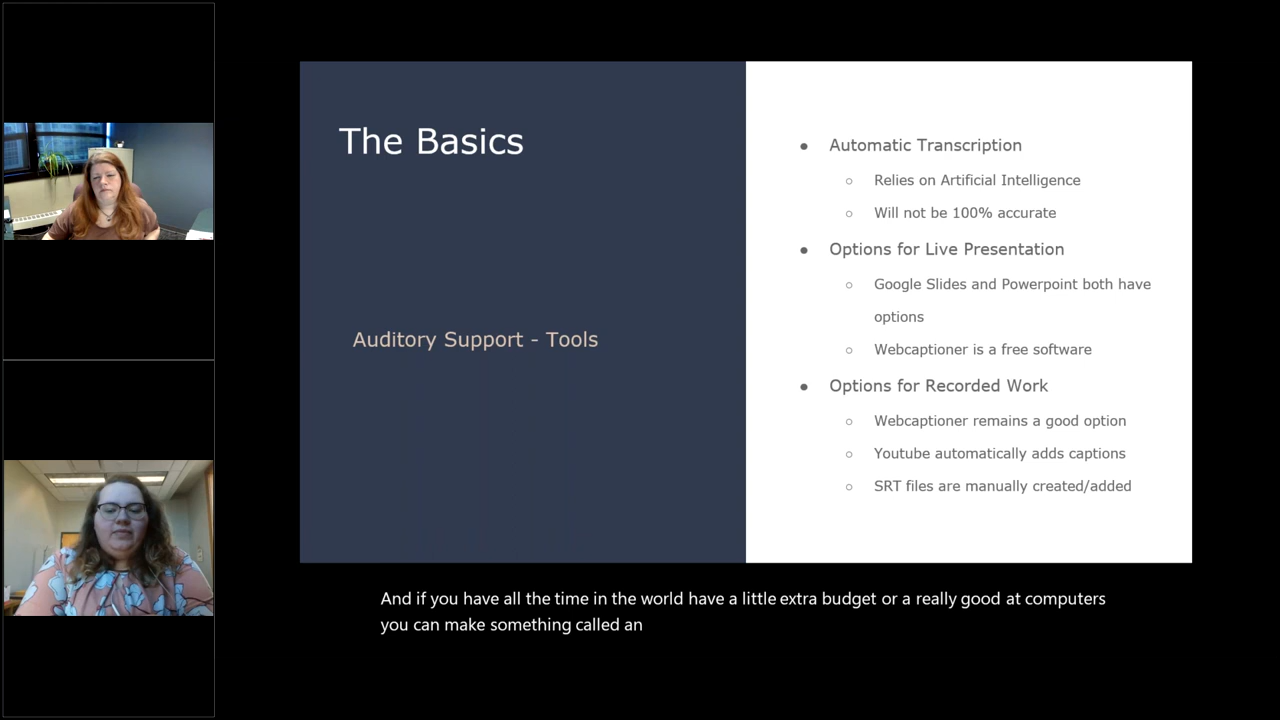 The Basics
Auditory Support - Tools
● Automatic Transcription
○ Relies on Artificial Intelligence
○ Will not be 100% accurate
● Options for Live Presentation
○ Google Slides and Powerpoint both have
options
○ Webcaptioner is a free software
● Options for Recorded Work
○ Webcaptioner remains a good option
○ Youtube automatically adds captions
○ SRT files are manually created/added
And if you have all the time in the world have a little extra budget or a really good at computers
you can make something called an